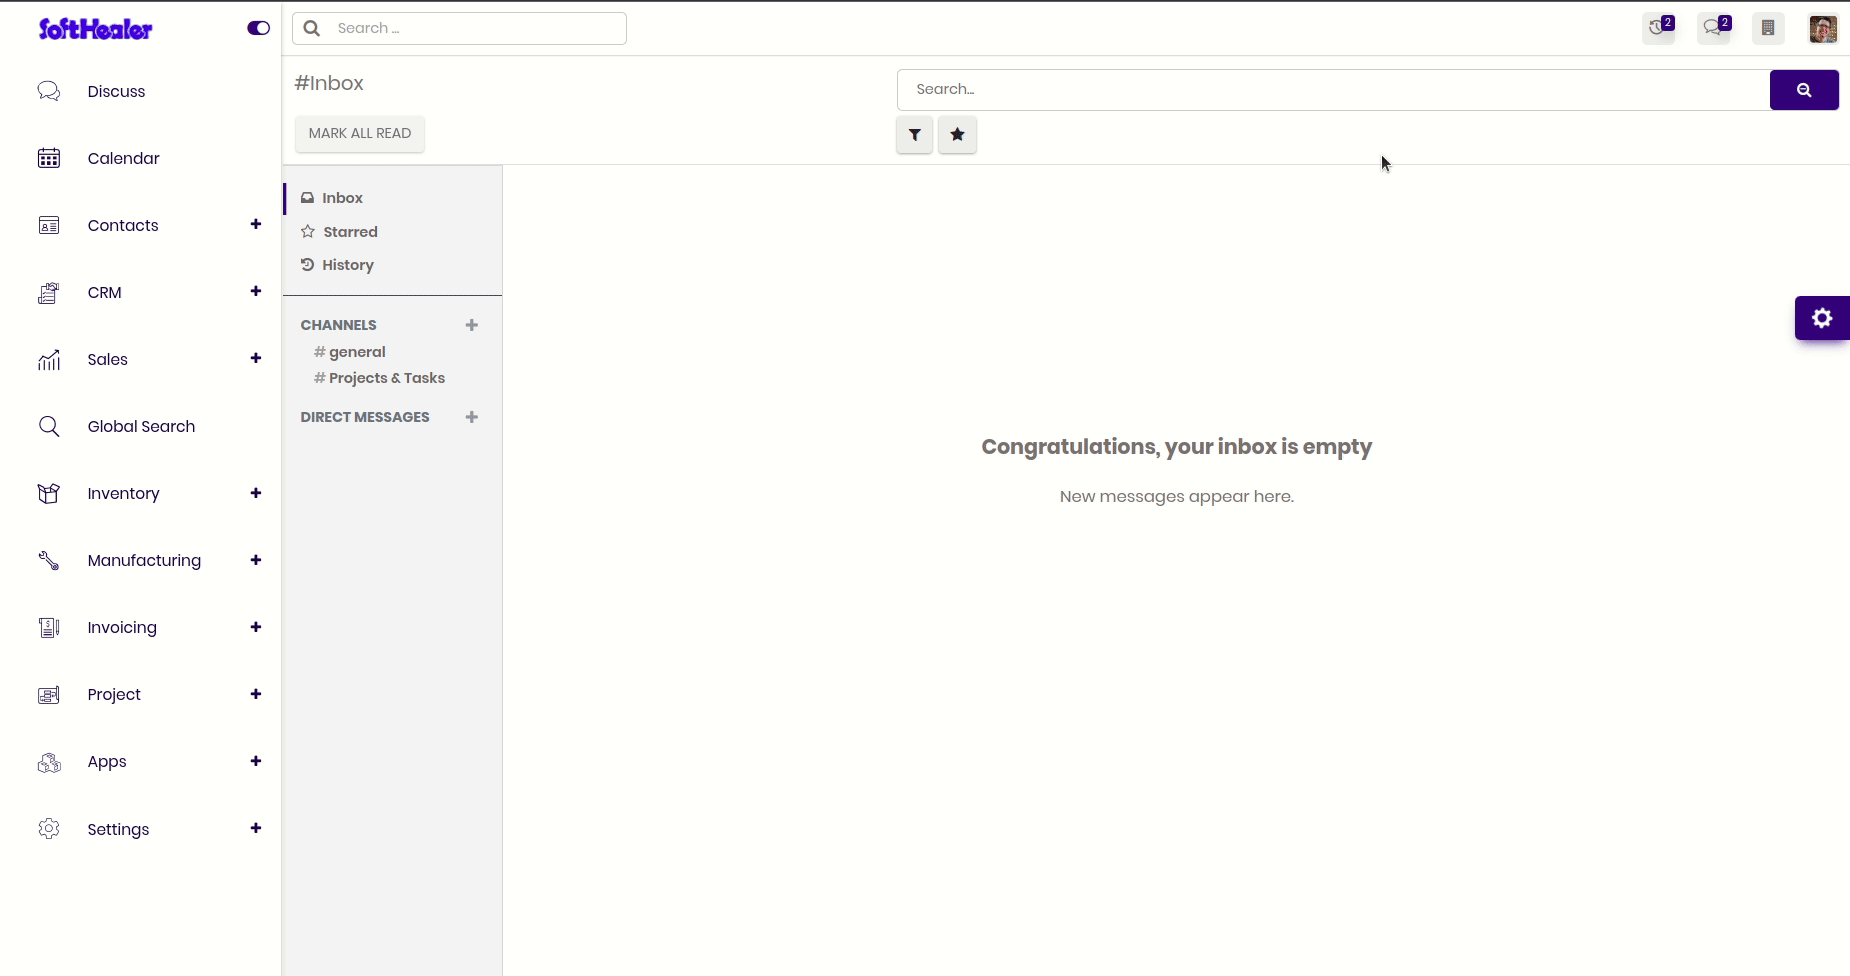 SoftHealer
Search ...
2
2
Discuss
Calendar
Contacts
CRM
Sales
Global Search
Inventory
Manufacturing
Invoicing
Project
Apps
Settings
#Inbox
Search...
MARK ALL READ
Inbox
Starred
History
CHANNELS
# general
# Projects & Tasks
DIRECT MESSAGES
Congratulations, your inbox is empty
New messages appear here.